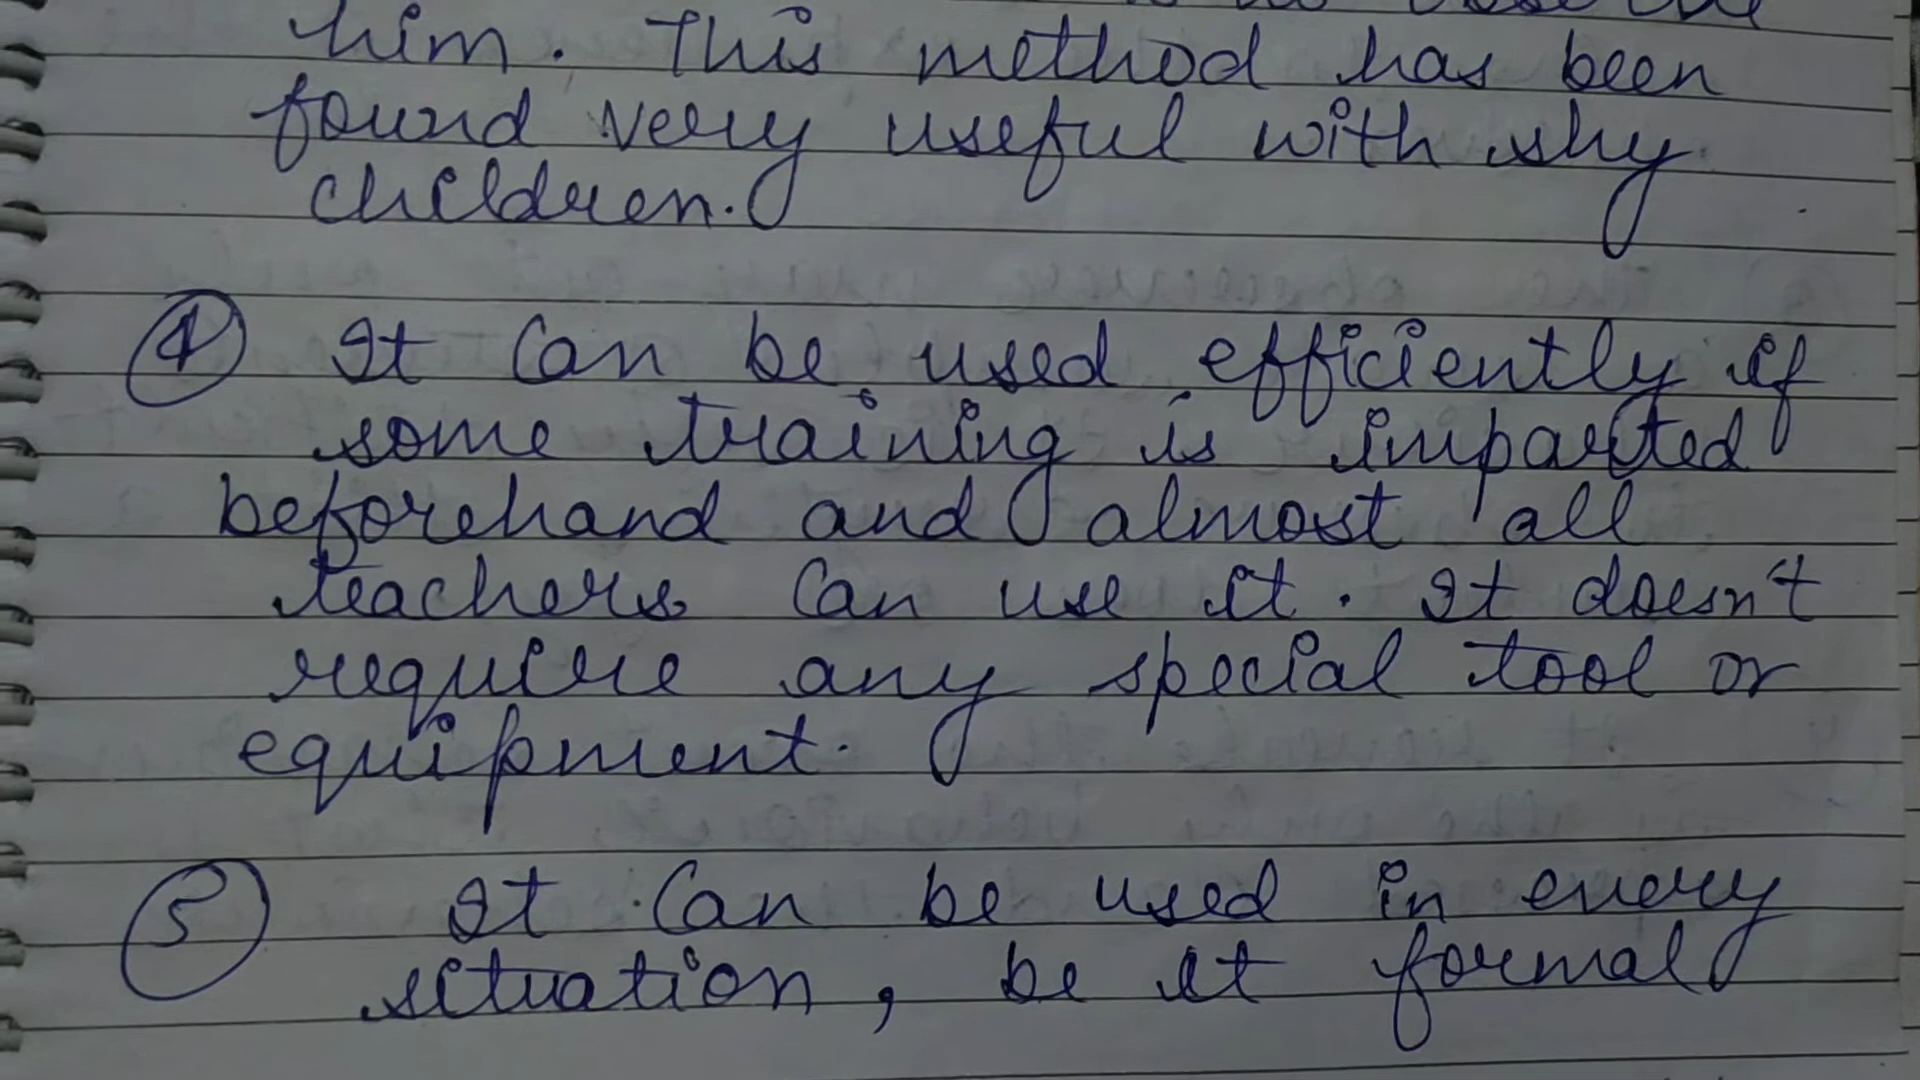 him. This method has been
found very useful with shy
children.
④ It can be used efficiently if
some training is imparted
beforehand and almost all
teachers can use it. It doesn't
require any special tool or
equipment.
⑤ It can be used in every
situation, be it formal